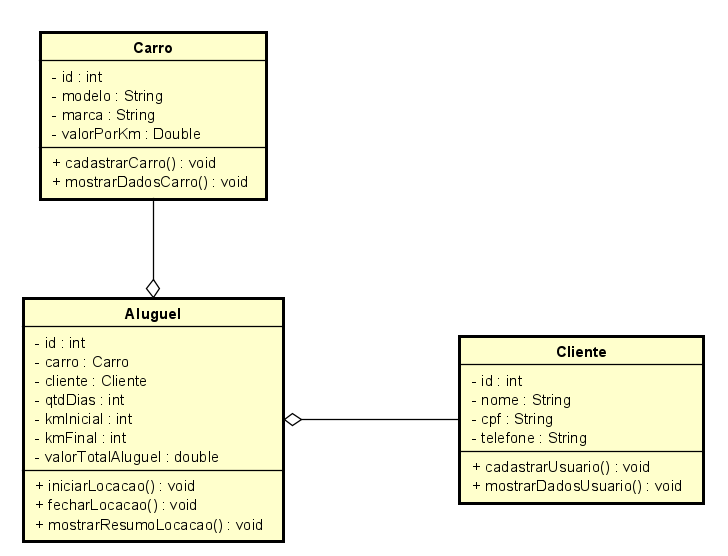 Carro
- id : int
- modelo : String
- marca : String
- valorPorKm : Double
+ cadastrarCarro() : void
+ mostrarDadosCarro() : void
Aluguel
- id : int
- carro : Carro
- cliente : Cliente
- qtdDias : int
- kmInicial : int
- kmFinal : int
- valorTotalAluguel : double
+ iniciarLocacao() : void
+ fecharLocacao() : void
+ mostrarResumoLocacao() : void
Cliente
- id : int
- nome : String
- cpf : String
- telefone : String
+ cadastrarUsuario() : void
+ mostrarDadosUsuario() : void